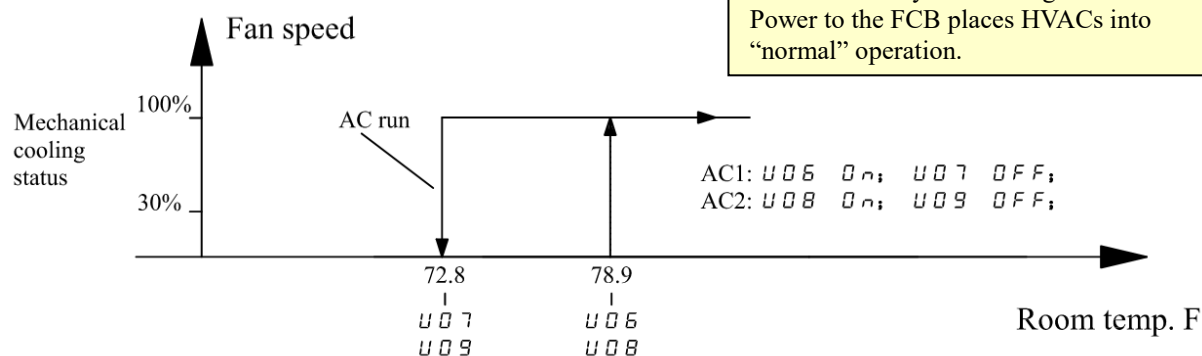 Power to the FCB places HVACs into
“normal” operation.
Fan speed
Mechanical
cooling
status
100%
AC run
30%
AC1: U06 On; U07 OFF;
AC2: U08 On; U09 OFF;
72.8 78.9
U07 U06
U09 U08
Room temp. F